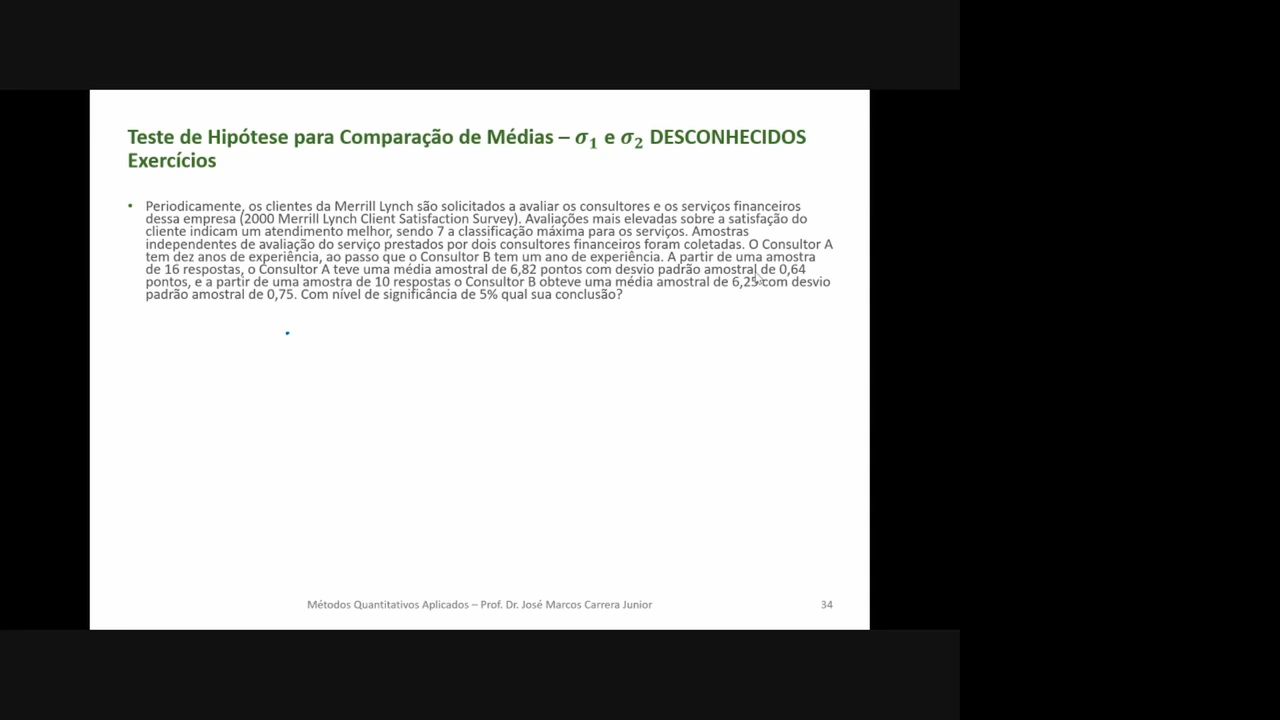 Teste de Hipótese para Comparação de Médias – σ₁ e σ₂ DESCONHECIDOS
Exercícios
• Periodicamente, os clientes da Merrill Lynch são solicitados a avaliar os consultores e os serviços financeiros
dessa empresa (2000 Merrill Lynch Client Satisfaction Survey). Avaliações mais elevadas sobre a satisfação do
cliente indicam um atendimento melhor, sendo 7 a classificação máxima para os serviços. Amostras
independentes de avaliação do serviço prestados por dois consultores financeiros foram coletadas. O Consultor A
tem dez anos de experiência, ao passo que o Consultor B tem um ano de experiência. A partir de uma amostra
de 16 respostas, o Consultor A teve uma média amostral de 6,82 pontos com desvio padrão amostral de 0,64
pontos, e a partir de uma amostra de 10 respostas o Consultor B obteve uma média amostral de 6,25 com desvio
padrão amostral de 0,75. Com nível de significância de 5% qual sua conclusão?
Métodos Quantitativos Aplicados – Prof. Dr. José Marcos Carrera Junior
34